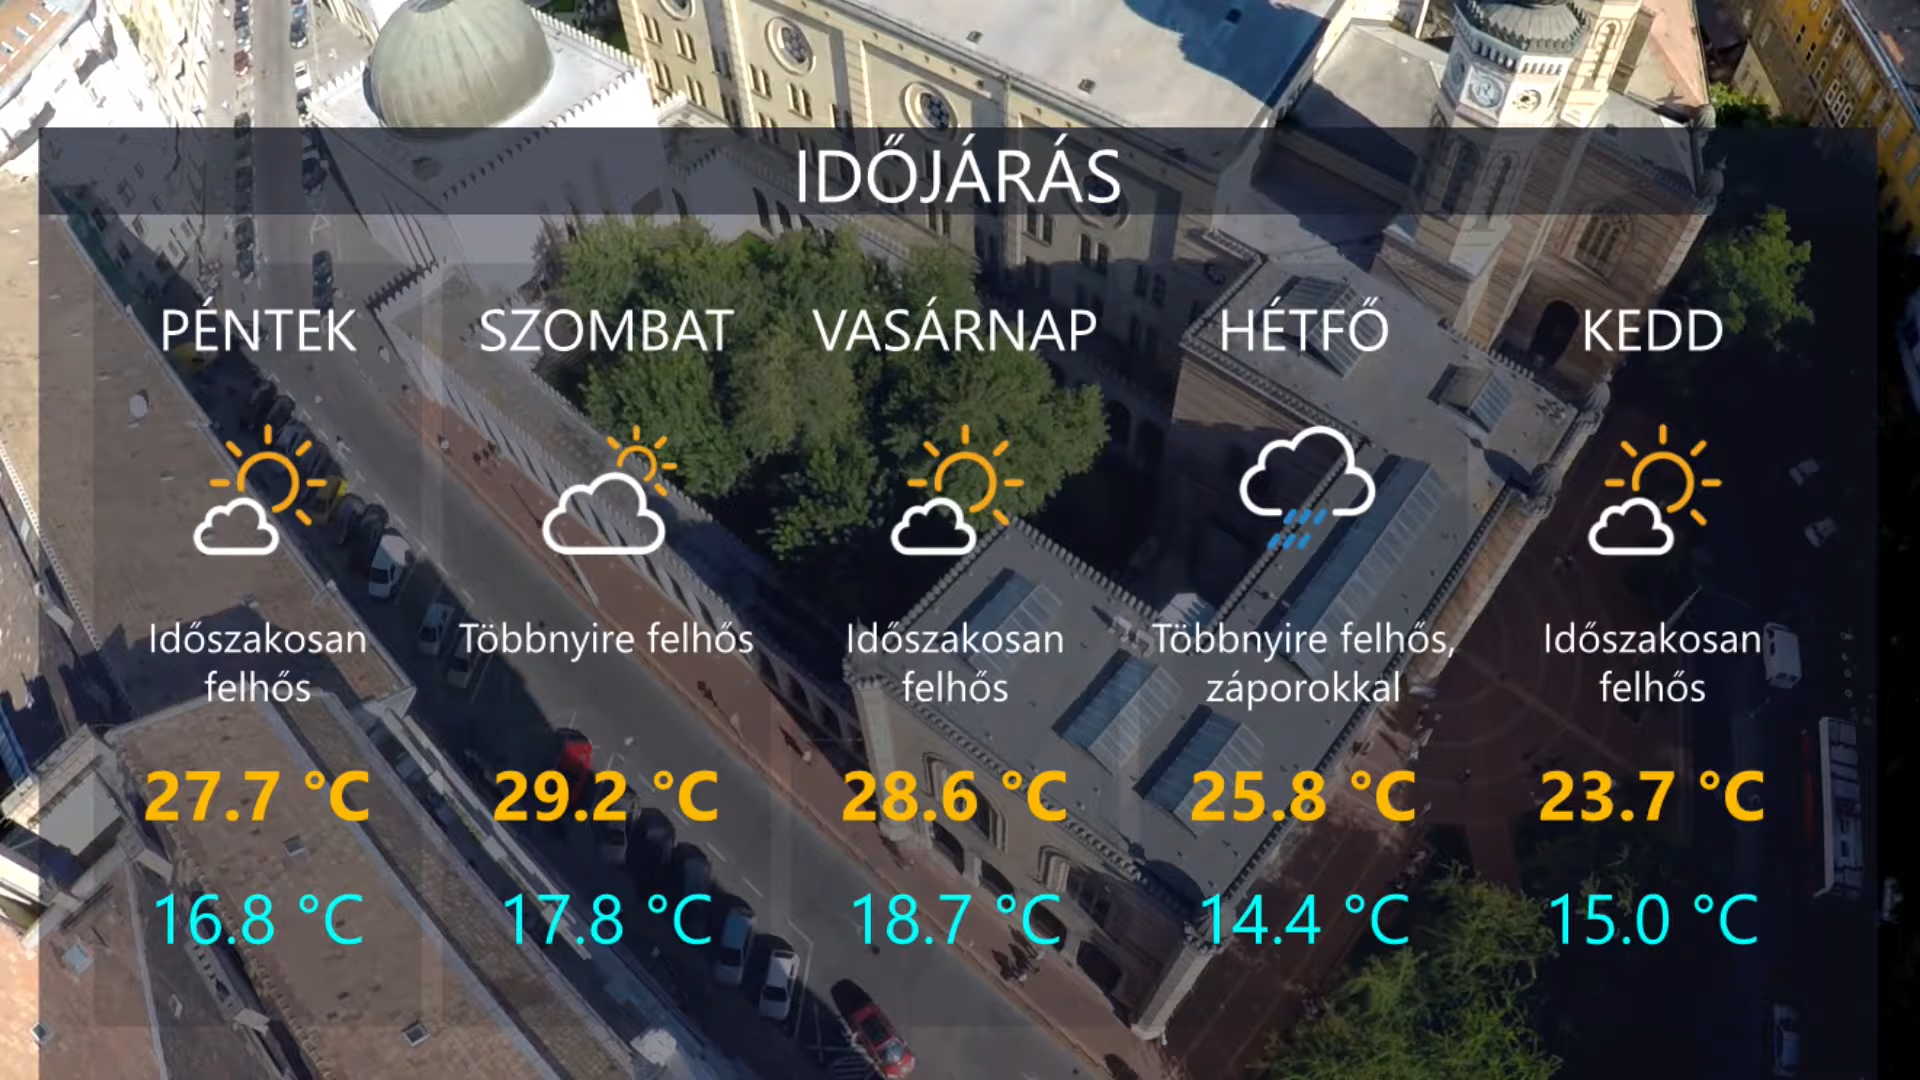 IDŐJÁRÁS
PÉNTEK
Időszakosan
felhős
27.7 °C
16.8 °C
SZOMBAT
Többnyire felhős
29.2 °C
17.8 °C
VASÁRNAP
Időszakosan
felhős
28.6 °C
18.7 °C
HÉTFŐ
Többnyire felhős,
záporokkal
25.8 °C
14.4 °C
KEDD
Időszakosan
felhős
23.7 °C
15.0 °C